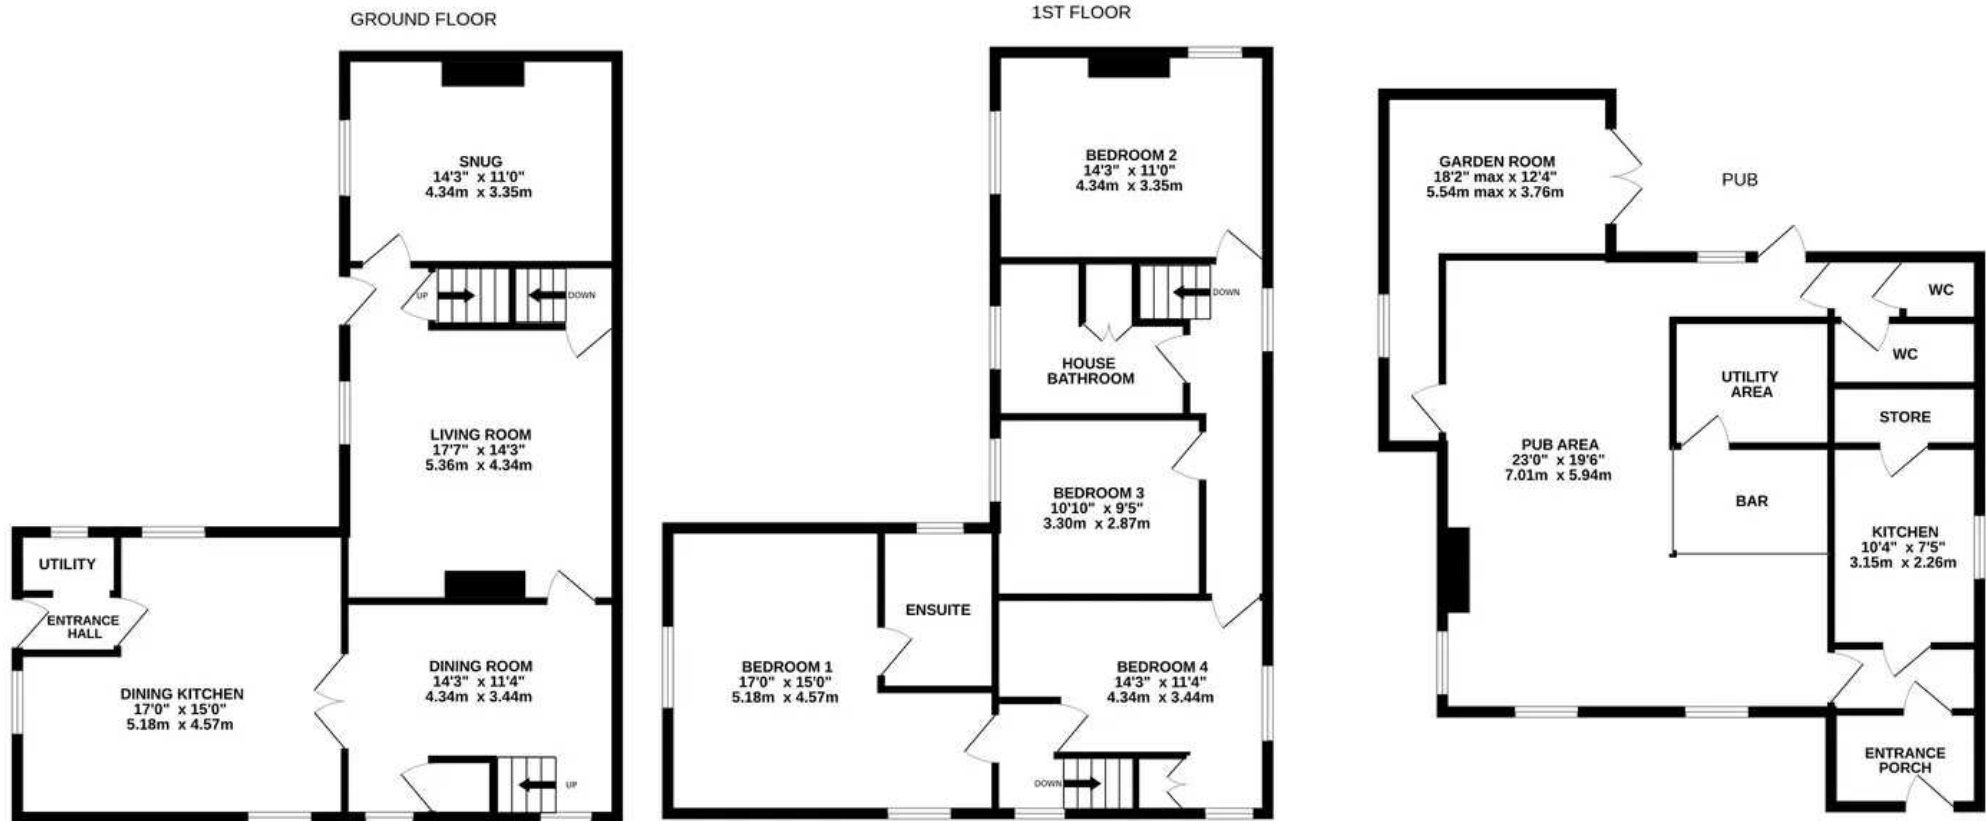 GROUND FLOOR
SNUG
14'3" x 11'0"
4.34m x 3.35m
UP
DOWN
LIVING ROOM
17'7" x 14'3"
5.36m x 4.34m
UTILITY
ENTRANCE
HALL
DINING KITCHEN
17'0" x 15'0"
5.18m x 4.57m
DINING ROOM
14'3" x 11'4"
4.34m x 3.44m
UP
1ST FLOOR
BEDROOM 2
14'3" x 11'0"
4.34m x 3.35m
DOWN
HOUSE
BATHROOM
BEDROOM 3
10'10" x 9'5"
3.30m x 2.87m
ENSUITE
BEDROOM 1
17'0" x 15'0"
5.18m x 4.57m
BEDROOM 4
14'3" x 11'4"
4.34m x 3.44m
DOWN
PUB
GARDEN ROOM
18'2" max x 12'4"
5.54m max x 3.76m
WC
WC
UTILITY
AREA
STORE
PUB AREA
23'0" x 19'6"
7.01m x 5.94m
BAR
KITCHEN
10'4" x 7'5"
3.15m x 2.26m
ENTRANCE
PORCH